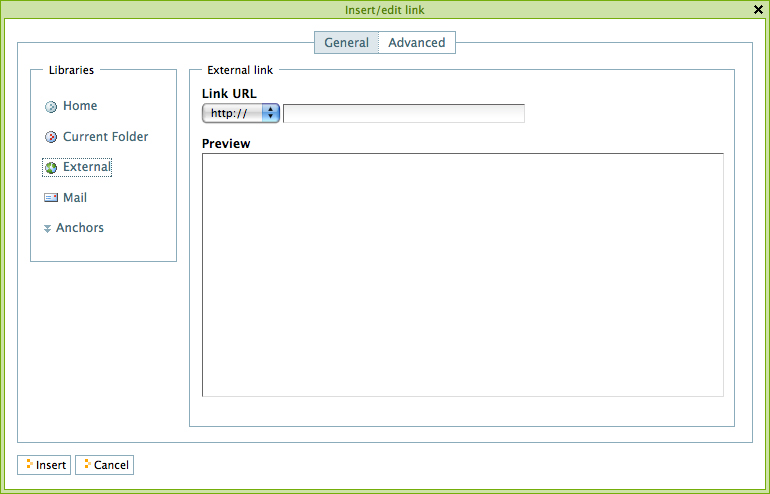 Insert/edit link
General Advanced
Libraries
Home
Current Folder
External
Mail
Anchors
External link
Link URL
http://
Preview
Insert Cancel